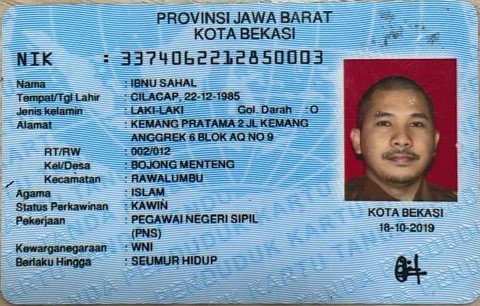 PROVINSI JAWA BARAT
KOTA BEKASI
NIK : 3374062212850003
Nama : IBNU SAHAL
Tempat/Tgl Lahir : CILACAP, 22-12-1985
Jenis kelamin : LAKI-LAKI Gol. Darah : O
Alamat : KEMANG PRATAMA 2 JL KEMANG
ANGGREK 6 BLOK AQ NO 9
RT/RW : 002/012
Kel/Desa : BOJONG MENTENG
Kecamatan : RAWALUMBU
Agama : ISLAM
Status Perkawinan : KAWIN
Pekerjaan : PEGAWAI NEGERI SIPIL
(PNS)
Kewarganegaraan : WNI
Berlaku Hingga : SEUMUR HIDUP
KOTA BEKASI
18-10-2019